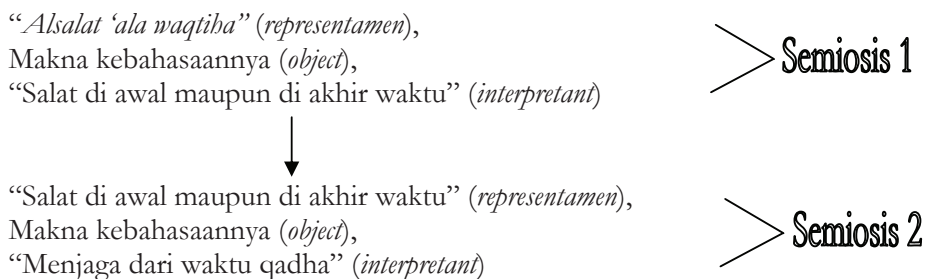 “Alsalat ‘ala waqtiha” (representamen),
Makna kebahasaannya (object),
“Salat di awal maupun di akhir waktu” (interpretant)
Semiosis 1
“Salat di awal maupun di akhir waktu” (representamen),
Makna kebahasaannya (object),
“Menjaga dari waktu qadha” (interpretant)
Semiosis 2